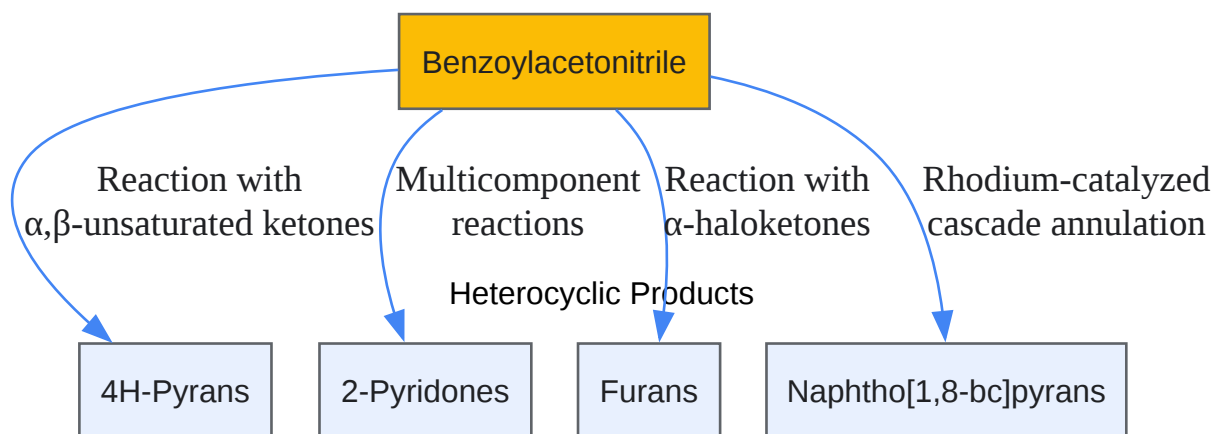 Benzoylacetonitrile
Reaction with
α,β-unsaturated ketones
Multicomponent
reactions
Reaction with
α-haloketones
Rhodium-catalyzed
cascade annulation
Heterocyclic Products
4H-Pyrans
2-Pyridones
Furans
Naphtho[1,8-bc]pyrans